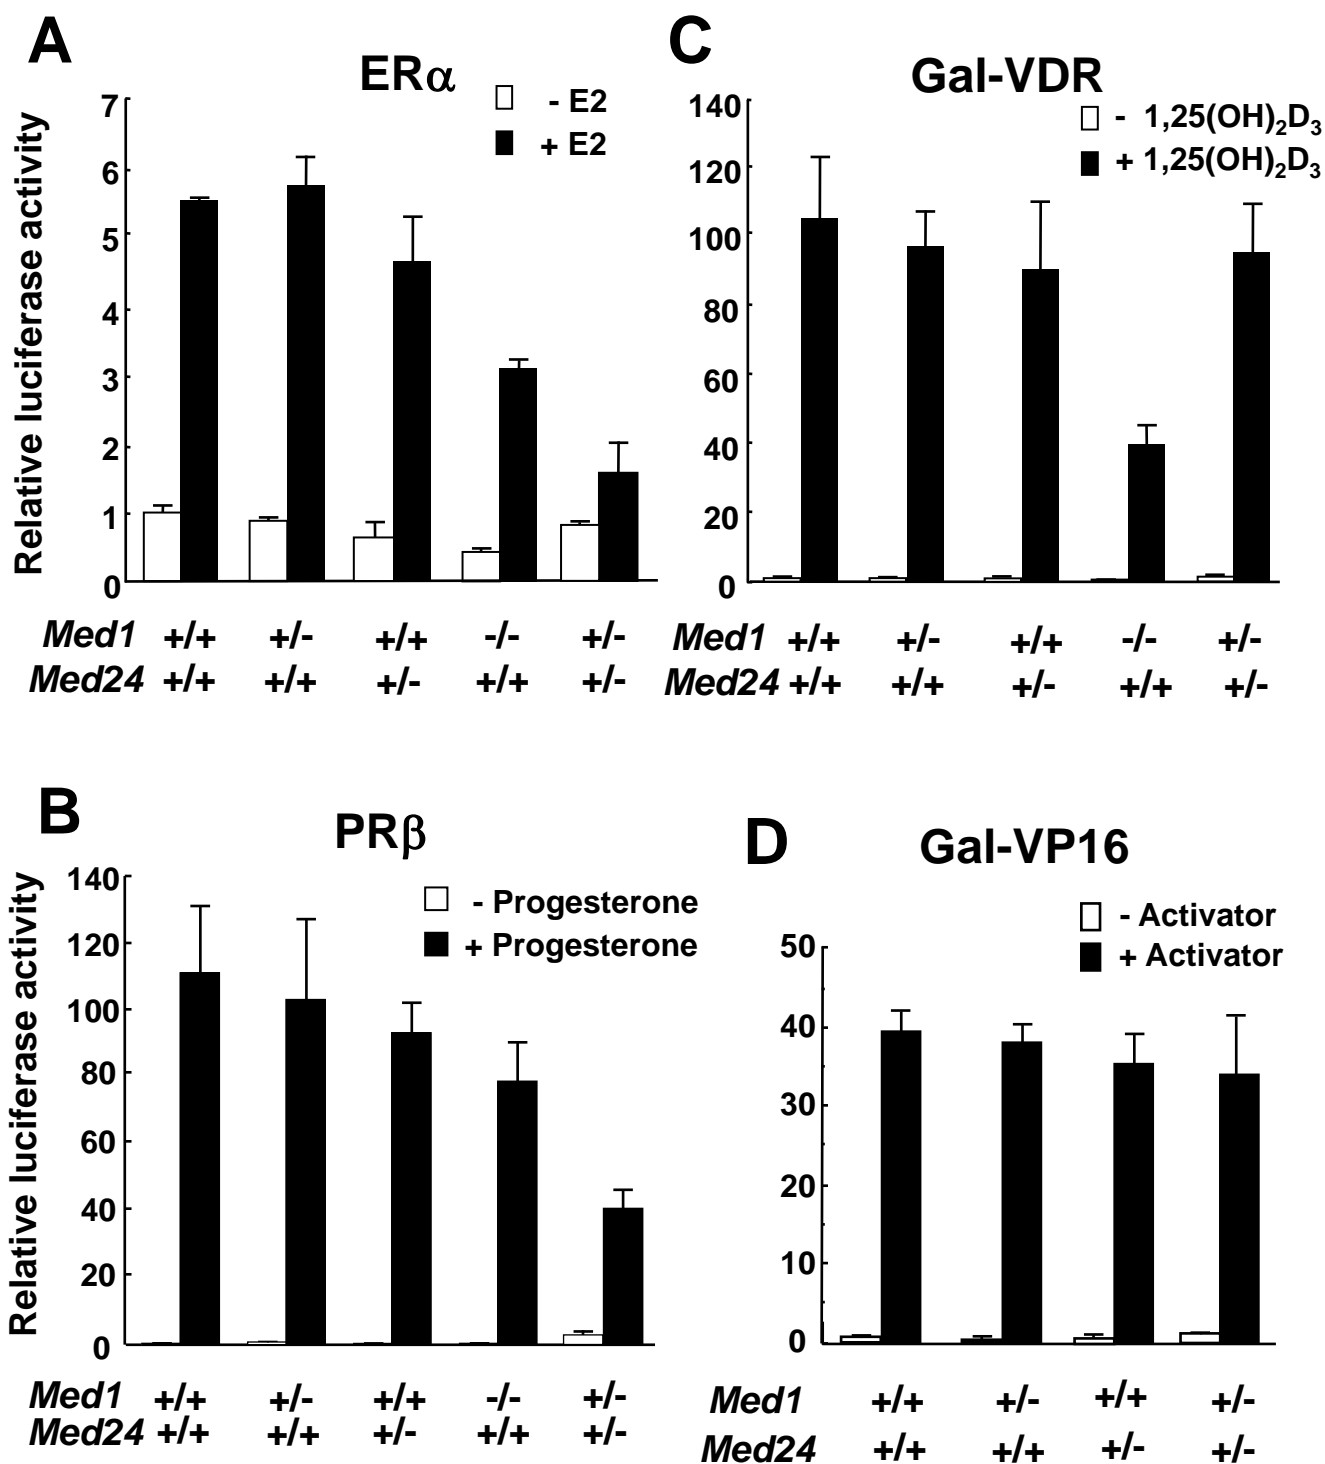 A
ERα
- E2
+ E2
Relative luciferase activity
7
6
5
4
3
2
1
0
Med1 +/+ +/- +/+ -/- +/-
Med24 +/+ +/+ +/- +/+ +/-
C
Gal-VDR
- 1,25(OH)₂D₃
+ 1,25(OH)₂D₃
140
120
100
80
60
40
20
0
Med1 +/+ +/- +/+ -/- +/-
Med24 +/+ +/+ +/- +/+ +/-
B
PRβ
- Progesterone
+ Progesterone
Relative luciferase activity
140
120
100
80
60
40
20
0
Med1 +/+ +/- +/+ -/- +/-
Med24 +/+ +/+ +/- +/+ +/-
D
Gal-VP16
- Activator
+ Activator
50
40
30
20
10
0
Med1 +/+ +/- +/+ +/-
Med24 +/+ +/+ +/- +/-